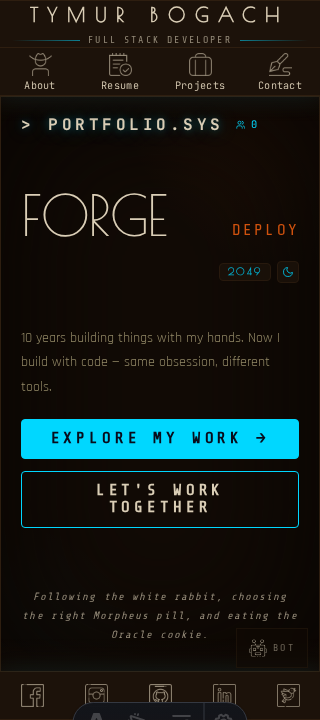 TYMUR BOGACH
FULL STACK DEVELOPER
About
Resume
Projects
Contact
> PORTFOLIO.SYS
0
FORGE
DEPLOY
2049
10 years building things with my hands. Now I
build with code — same obsession, different
tools.
EXPLORE MY WORK →
LET'S WORK
TOGETHER
Following the white rabbit, choosing
the right Morpheus pill, and eating the
Oracle cookie.
BOT